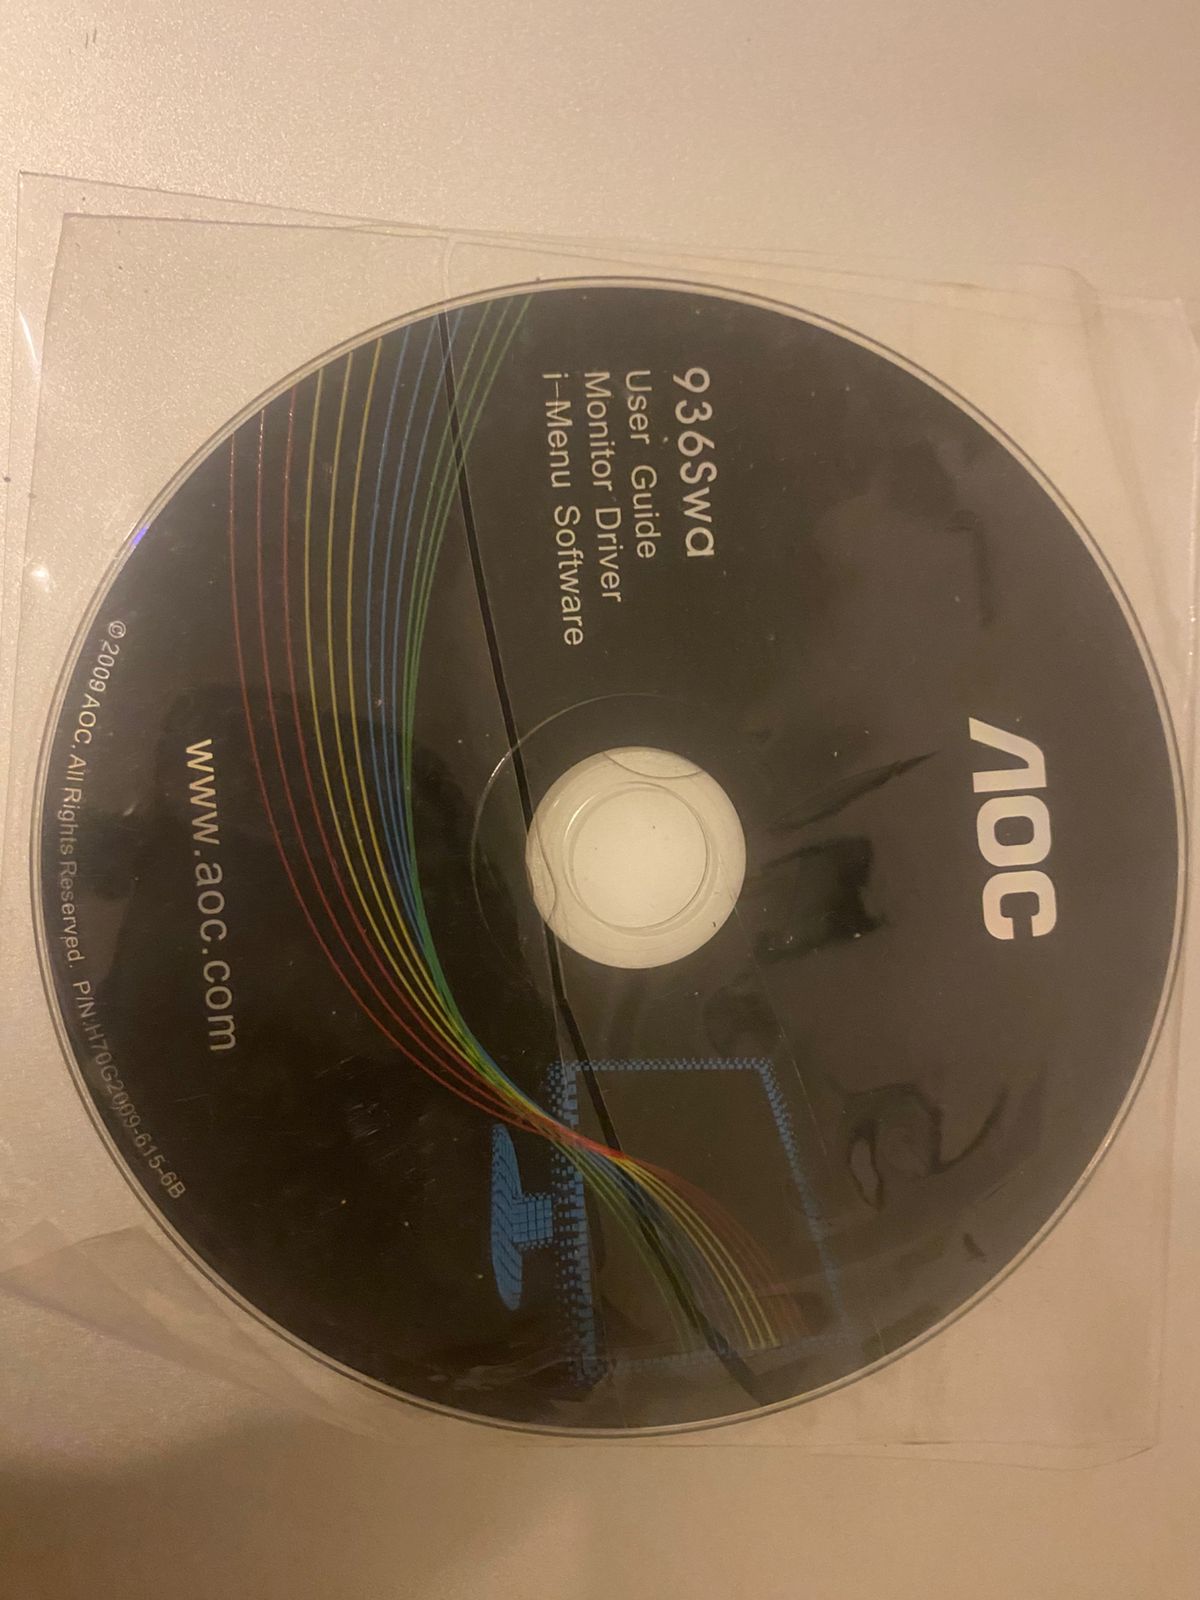 AOC
936Swa
User Guide
Monitor Driver
i-Menu Software
www.aoc.com
©2009 AOC. All Rights Reserved. P/N:H70G2009-615-6B